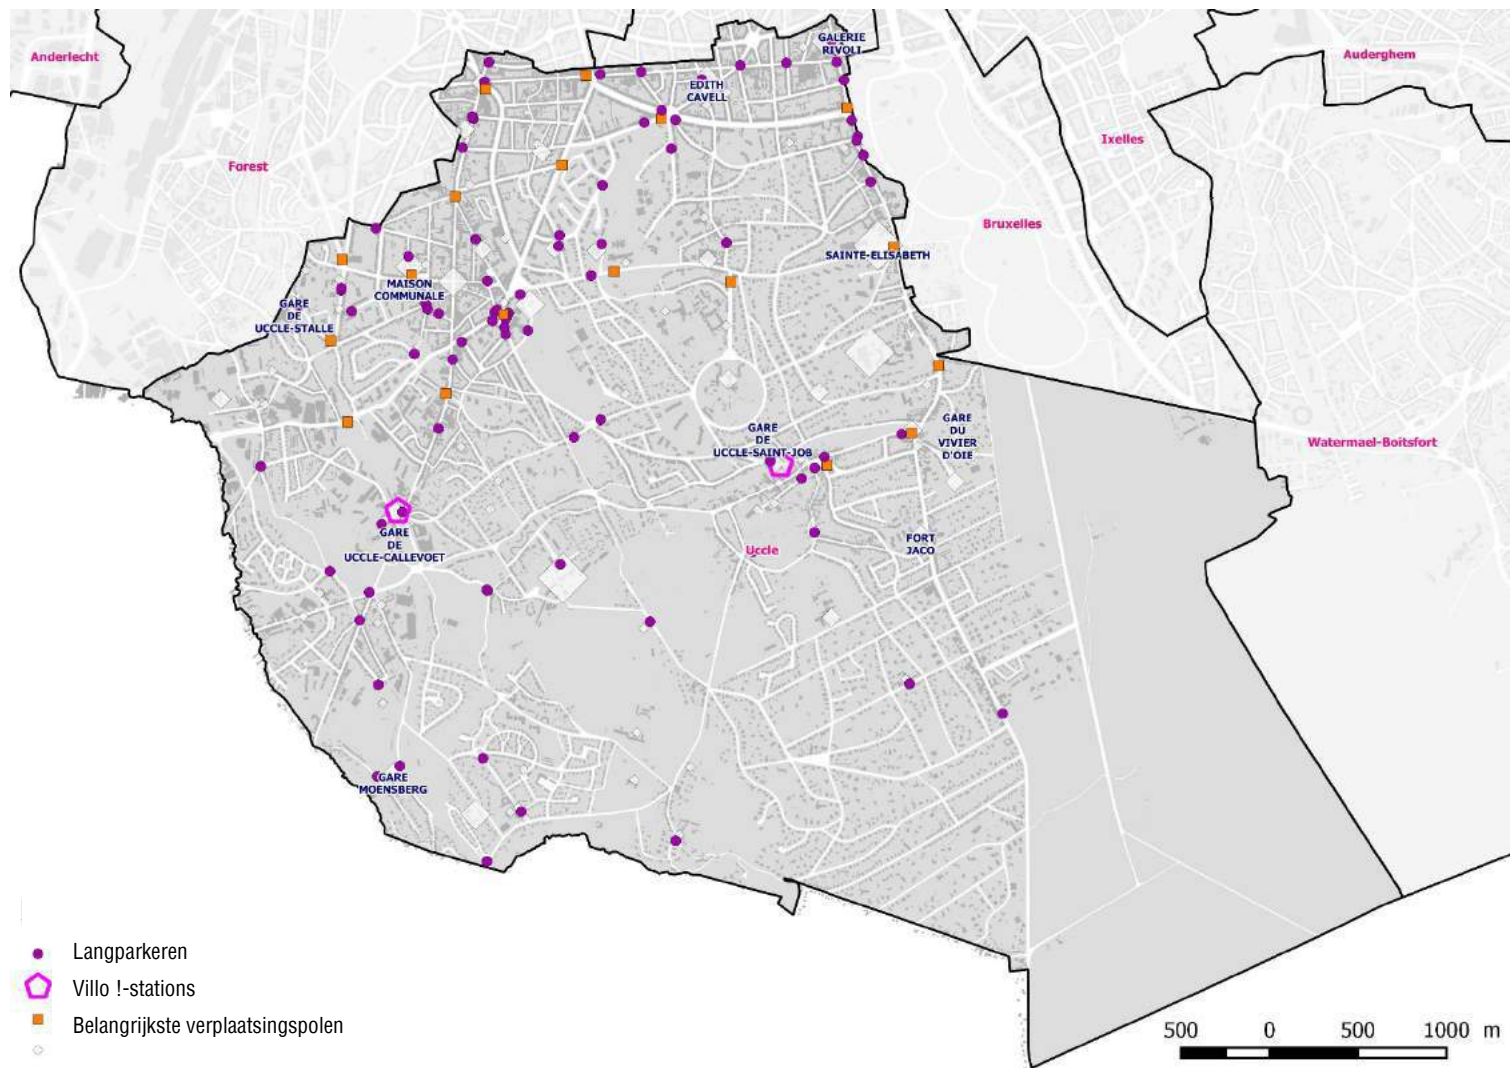 Anderlecht
GALERIE
RIVOLI
Auderghem
EDITH
CAVELL
Ixelles
Forest
Bruxelles
SAINTE-ELISABETH
MAISON
COMMUNALE
GARE
DE
UCCLE-STALLE
GARE
DU
VIVIER
D'OIE
GARE
DE
UCCLE-SAINT-JOB
Watermael-Boitsfort
GARE
DE
UCCLE-CALLEVOET
FORT
JACO
Uccle
GARE
MOENSBERG
Langparkeren
Villo !-stations
Belangrijkste verplaatsingspolen
500 0 500 1000 m